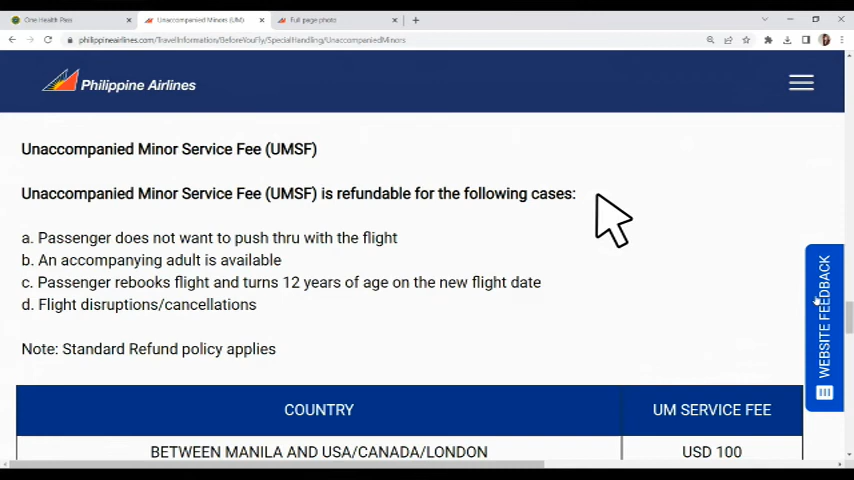 One Health Pass
Unaccompanied Minors (UM)
Full page photo
philippineairlines.com/TravelInformation/BeforeYouFly/SpecialHandling/UnaccompaniedMinors
Philippine Airlines
Unaccompanied Minor Service Fee (UMSF)
Unaccompanied Minor Service Fee (UMSF) is refundable for the following cases:
a. Passenger does not want to push thru with the flight
b. An accompanying adult is available
c. Passenger rebooks flight and turns 12 years of age on the new flight date
d. Flight disruptions/cancellations
WEBSITE FEEDBACK
Note: Standard Refund policy applies
COUNTRY UM SERVICE FEE
BETWEEN MANILA AND USA/CANADA/LONDON USD 100